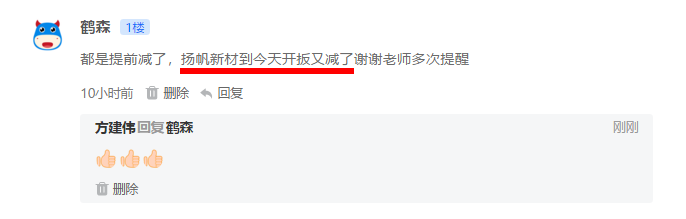 鹤森 1楼
都是提前减了，扬帆新材到今天开扳又减了谢谢老师多次提醒
10小时前 删除 回复
方建伟回复鹤森 刚刚
删除